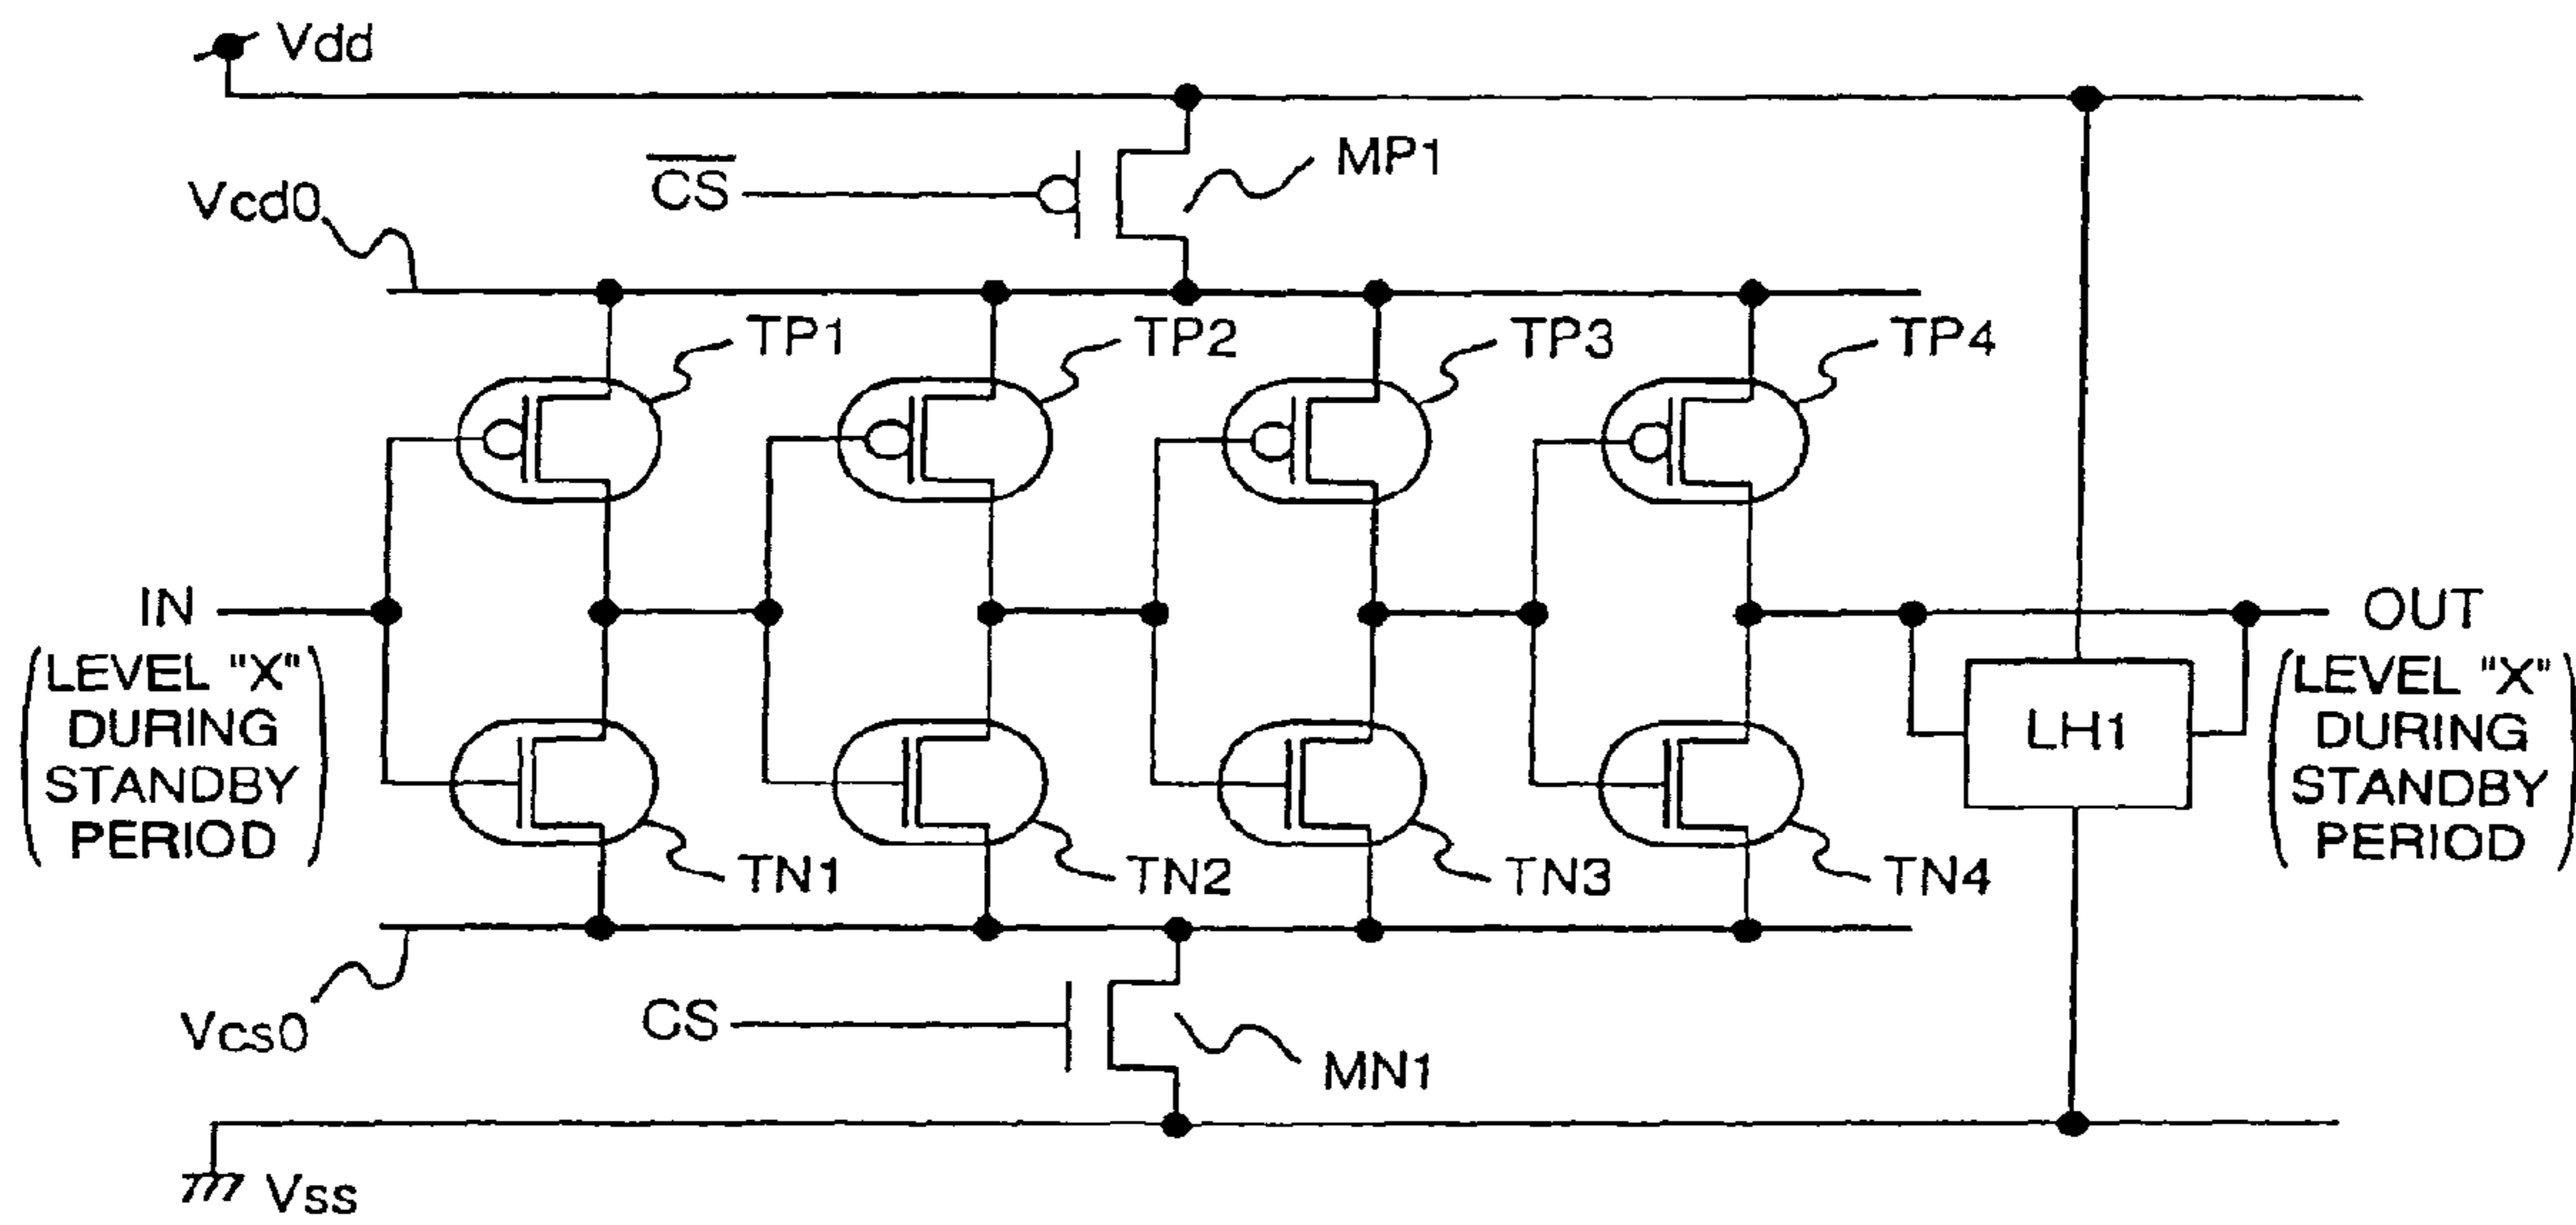 Vdd
MP1
C̅S̅
Vcd0
TP1
TP2
TP3
TP4
IN
(LEVEL "X"
DURING
STANDBY
PERIOD)
OUT
(LEVEL "X"
DURING
STANDBY
PERIOD)
LH1
TN1
TN2
TN3
TN4
Vcs0
CS
MN1
Vss